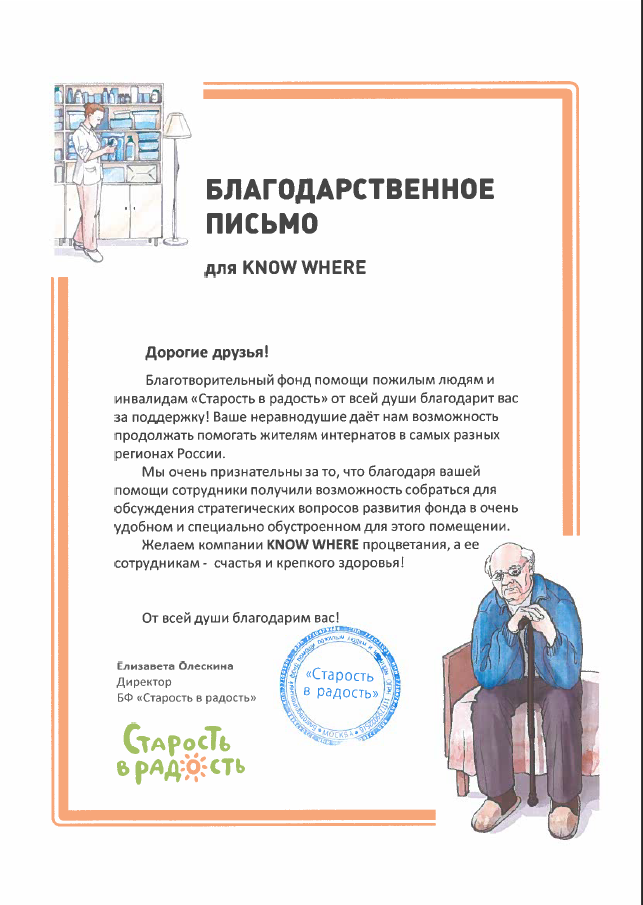 БЛАГОДАРСТВЕННОЕ
ПИСЬМО
для KNOW WHERE
Дорогие друзья!
Благотворительный фонд помощи пожилым людям и
инвалидам «Старость в радость» от всей души благодарит вас
за поддержку! Ваше неравнодушие даёт нам возможность
продолжать помогать жителям интернатов в самых разных
регионах России.
Мы очень признательны за то, что благодаря вашей
помощи сотрудники получили возможность собраться для
обсуждения стратегических вопросов развития фонда в очень
удобном и специально обустроенном для этого помещении.
Желаем компании KNOW WHERE процветания, а ее
сотрудникам - счастья и крепкого здоровья!
От всей души благодарим вас!
Елизавета Олескина
Директор
БФ «Старость в радость»
«Старость
в радость»
МОСКВА
Старость
в радость